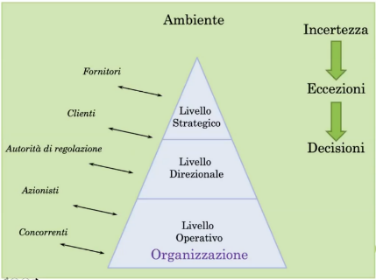 Ambiente
Incertezza
Eccezioni
Decisioni
Fornitori
Clienti
Autorità di regolazione
Azionisti
Concorrenti
Livello
Strategico
Livello
Direzionale
Livello
Operativo
Organizzazione